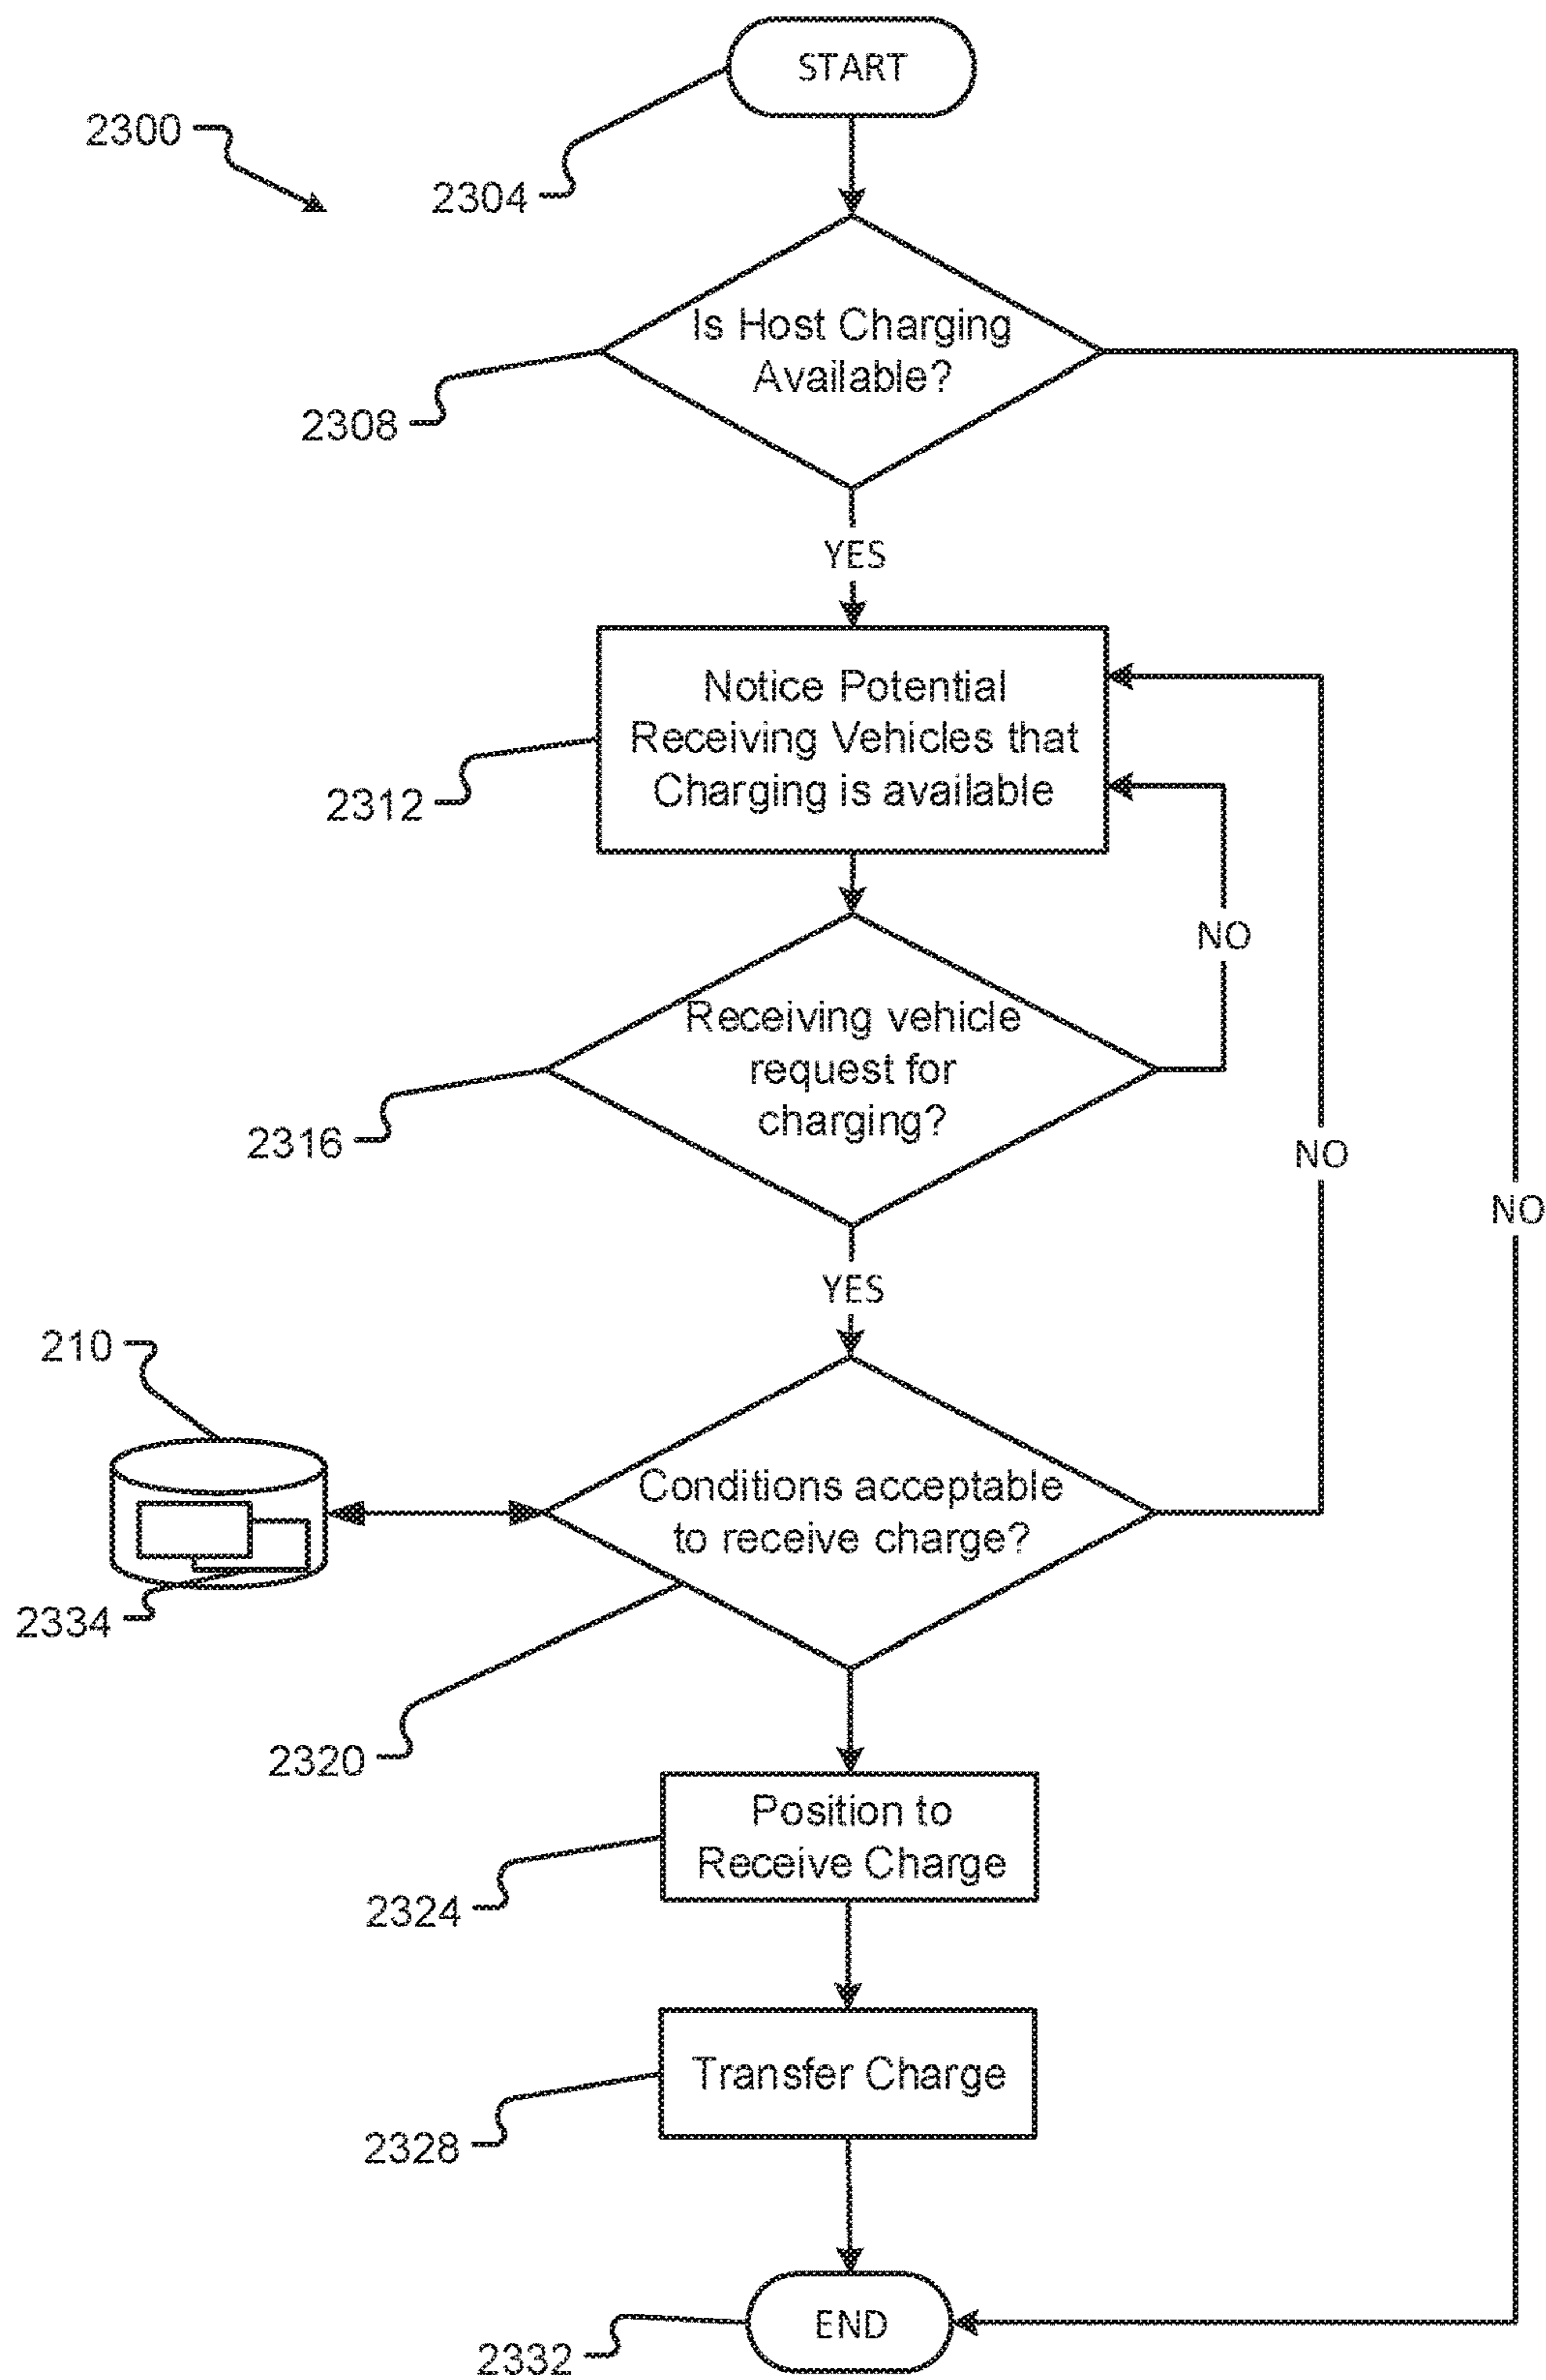 START
2300
2304
Is Host Charging
Available?
2308
YES
Notice Potential
Receiving Vehicles that
Charging is available
2312
NO
Receiving vehicle
request for
charging?
2316
NO
NO
YES
210
Conditions acceptable
to receive charge?
2334
2320
Position to
Receive Charge
2324
Transfer Charge
2328
END
2332